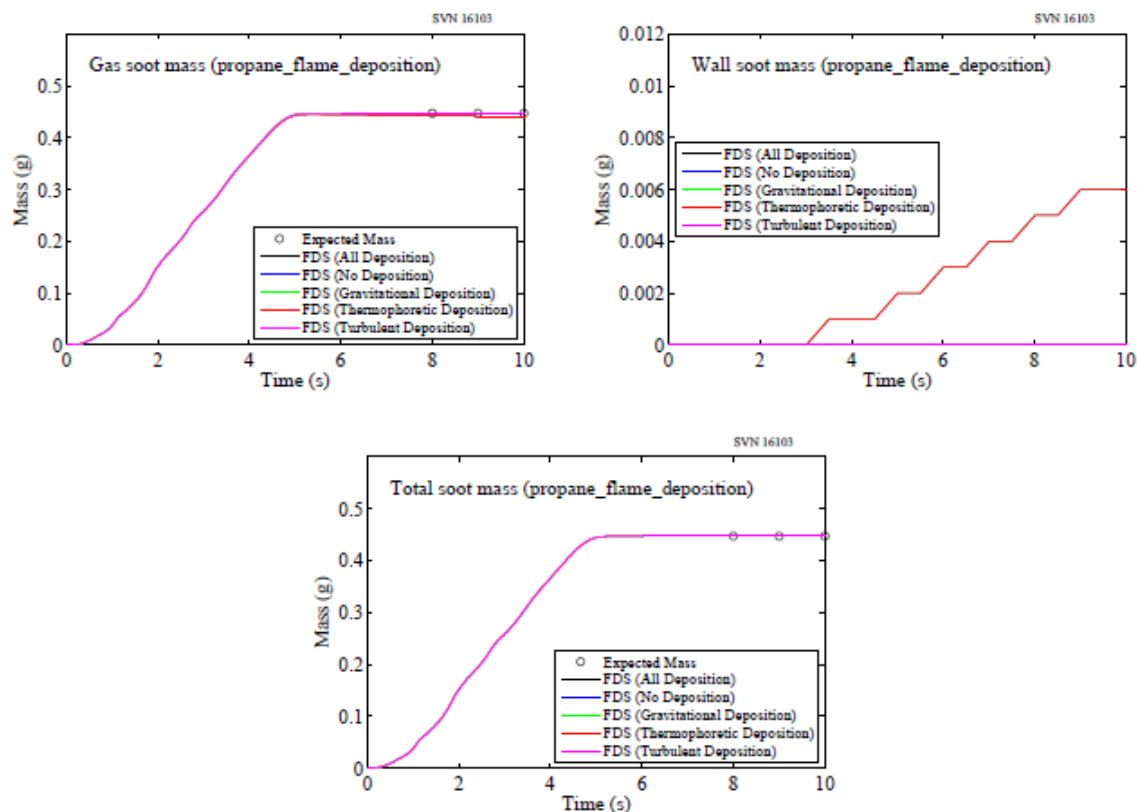 SVN 16103
Gas soot mass (propane_flame_deposition)
0.5
0.4
0.3
0.2
0.1
0
Mass (g)
Expected Mass
FDS (All Deposition)
FDS (No Deposition)
FDS (Gravitational Deposition)
FDS (Thermophoretic Deposition)
FDS (Turbulent Deposition)
0 2 4 6 8 10
Time (s)
SVN 16103
Wall soot mass (propane_flame_deposition)
0.012
0.01
0.008
0.006
0.004
0.002
0
Mass (g)
FDS (All Deposition)
FDS (No Deposition)
FDS (Gravitational Deposition)
FDS (Thermophoretic Deposition)
FDS (Turbulent Deposition)
0 2 4 6 8 10
Time (s)
SVN 16103
Total soot mass (propane_flame_deposition)
0.5
0.4
0.3
0.2
0.1
0
Mass (g)
Expected Mass
FDS (All Deposition)
FDS (No Deposition)
FDS (Gravitational Deposition)
FDS (Thermophoretic Deposition)
FDS (Turbulent Deposition)
0 2 4 6 8 10
Time (s)